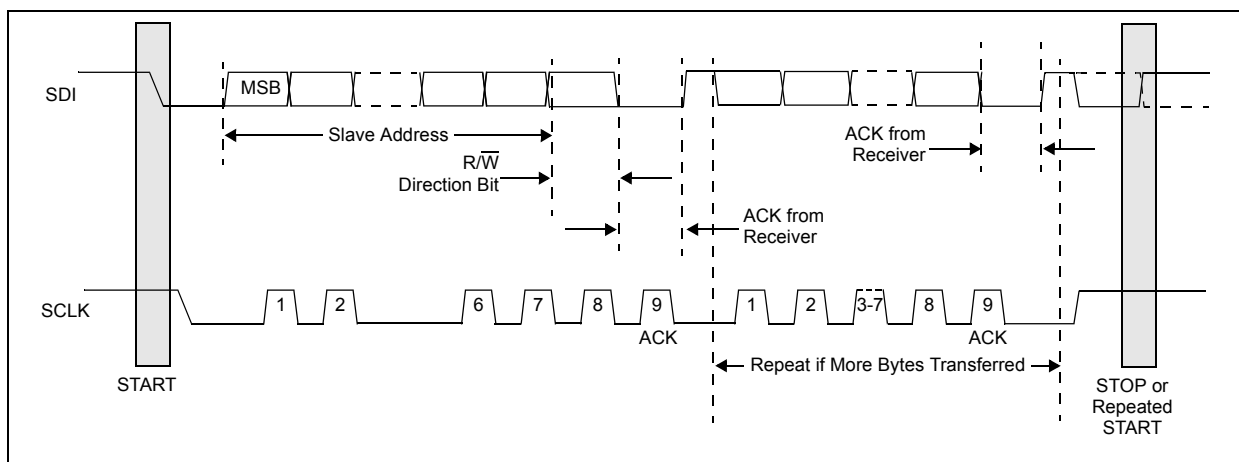 SDI
MSB
Slave Address
R/W̅
Direction Bit
ACK from
Receiver
ACK from
Receiver
SCLK
1
2
6
7
8
9
ACK
1
2
3-7
8
9
ACK
Repeat if More Bytes Transferred
START
STOP or
Repeated
START